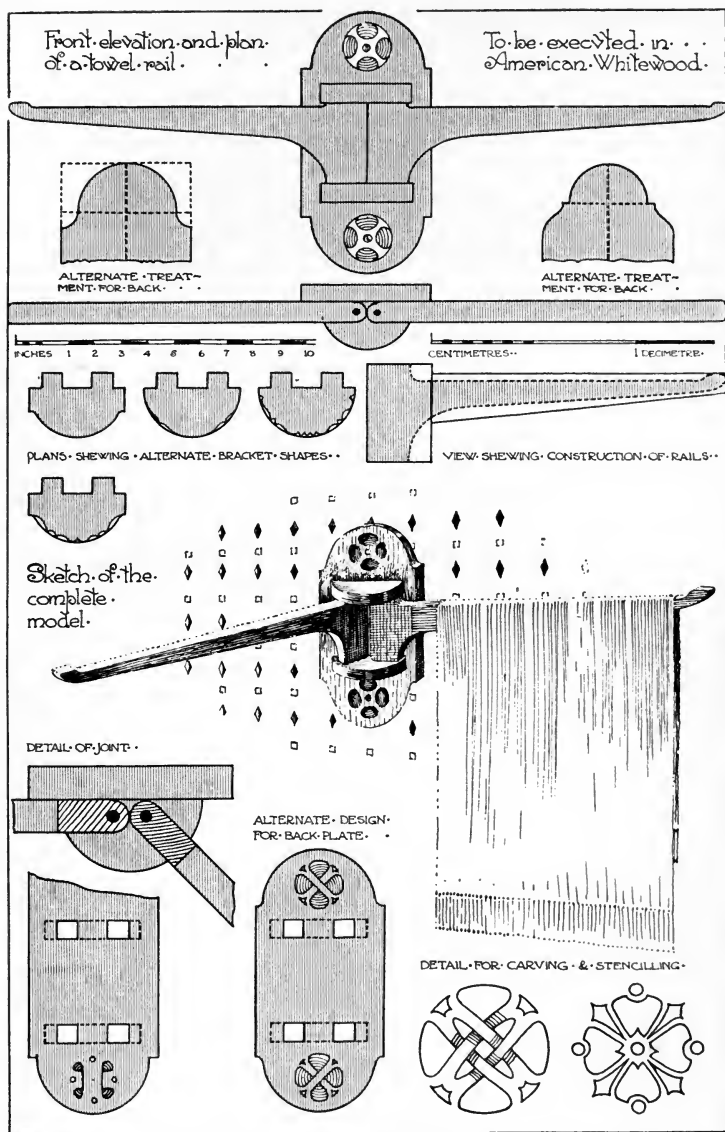 Front·elevation·and·plan·
of·a·towel·rail· · ·
To·be·execvted·in· · ·
American·Whitewood·
ALTERNATE·TREAT-
MENT·FOR·BACK· · ·
ALTERNATE·TREAT-
MENT·FOR·BACK· · ·
INCHES 1 2 3 4 5 6 7 8 9 10
CENTIMETRES·· 1 DECIMETRE·
PLANS·SHEWING·ALTERNATE·BRACKET·SHAPES··
VIEW·SHEWING·CONSTRUCTION·OF·RAILS··
Sketch·of·the·
complete·
model·
DETAIL·OF·JOINT··
ALTERNATE·DESIGN·
FOR·BACK·PLATE· · ·
DETAIL·FOR·CARVING·&·STENCILLING·